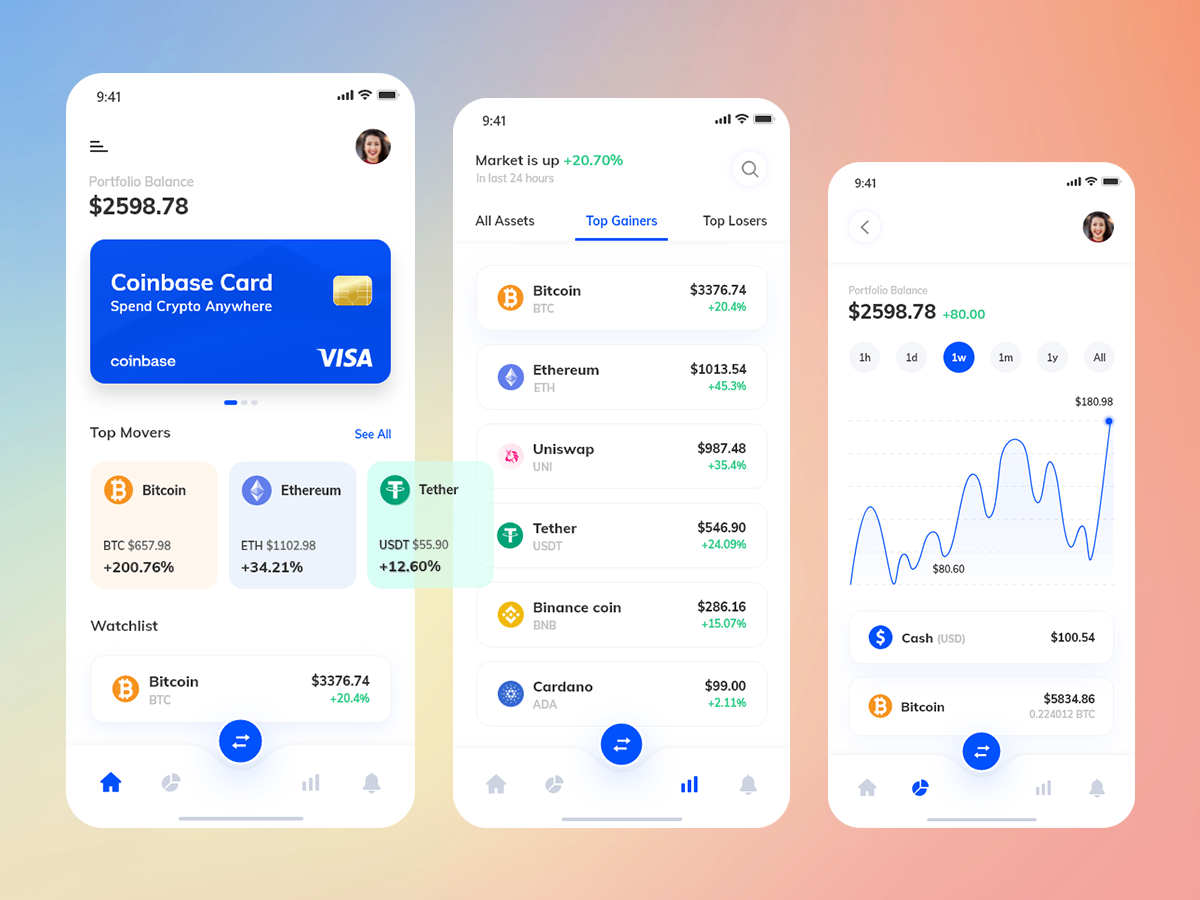 9:41
Portfolio Balance
$2598.78
Coinbase Card
Spend Crypto Anywhere
coinbase
VISA
Top Movers
See All
Bitcoin
BTC $657.98
+200.76%
Ethereum
ETH $1102.98
+34.21%
Tether
USDT $55.90
+12.60%
Watchlist
Bitcoin
BTC
$3376.74
+20.4%
9:41
Market is up +20.70%
In last 24 hours
All Assets
Top Gainers
Top Losers
Bitcoin
BTC
$3376.74
+20.4%
Ethereum
ETH
$1013.54
+45.3%
Uniswap
UNI
$987.48
+35.4%
Tether
USDT
$546.90
+24.09%
Binance coin
BNB
$286.16
+15.07%
Cardano
ADA
$99.00
+2.11%
9:41
Portfolio Balance
$2598.78 +80.00
1h
1d
1w
1m
1y
All
$180.98
$80.60
Cash (USD)
$100.54
Bitcoin
$5834.86
0.224012 BTC